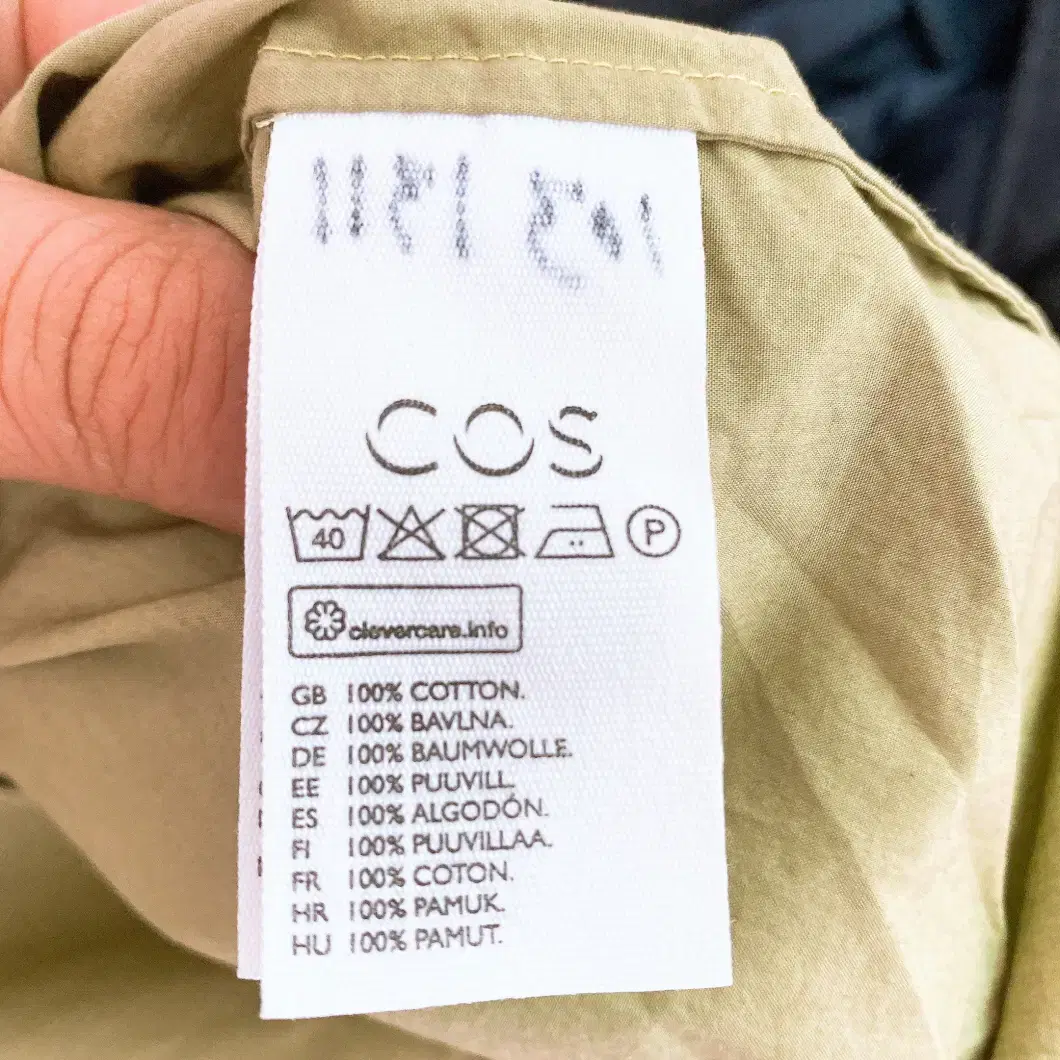 COS
40 P
clevercare.info
GB 100% COTTON.
CZ 100% BAVLNA.
DE 100% BAUMWOLLE.
EE 100% PUUVILL.
ES 100% ALGODÓN.
FI 100% PUUVILLAA.
FR 100% COTON.
HR 100% PAMUK.
HU 100% PAMUT.